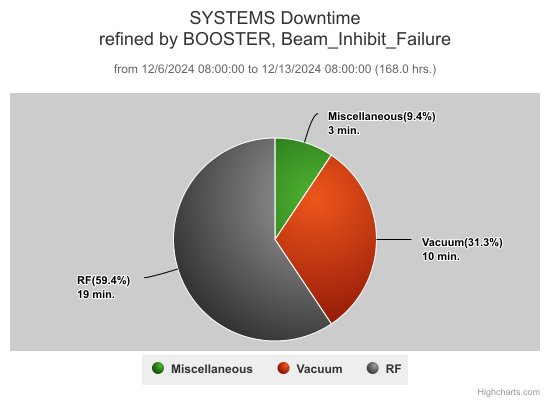 SYSTEMS Downtime
refined by BOOSTER, Beam_Inhibit_Failure
from 12/6/2024 08:00:00 to 12/13/2024 08:00:00 (168.0 hrs.)
Miscellaneous(9.4%)
3 min.
Vacuum(31.3%)
10 min.
RF(59.4%)
19 min.
Miscellaneous Vacuum RF
Highcharts.com